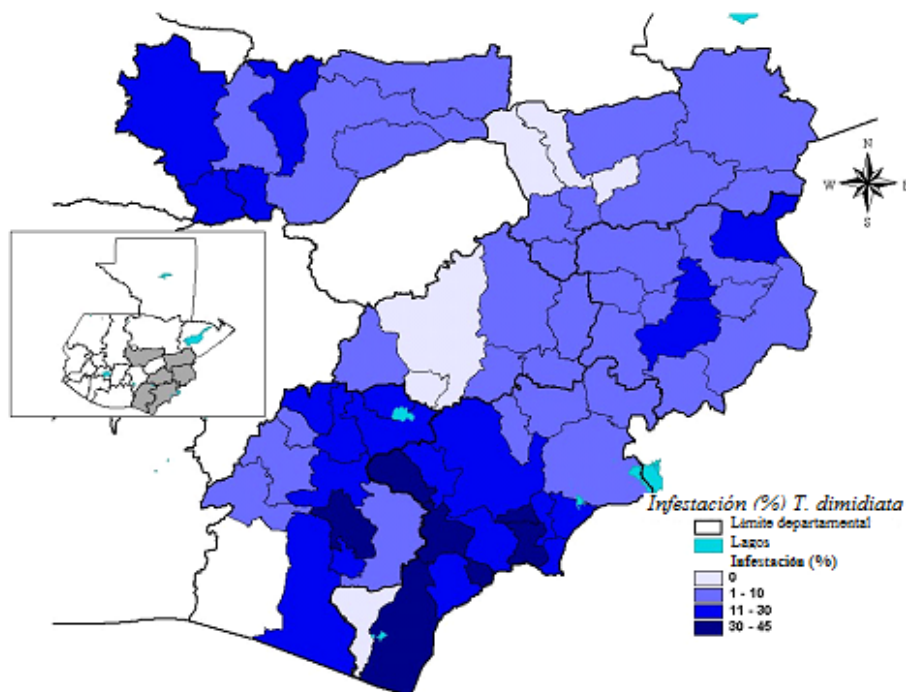 N
W
E
S
Infestación (%) T. dimidiata
Límite departamental
Lagos
Infestación (%)
0
1 - 10
11 - 30
30 - 45